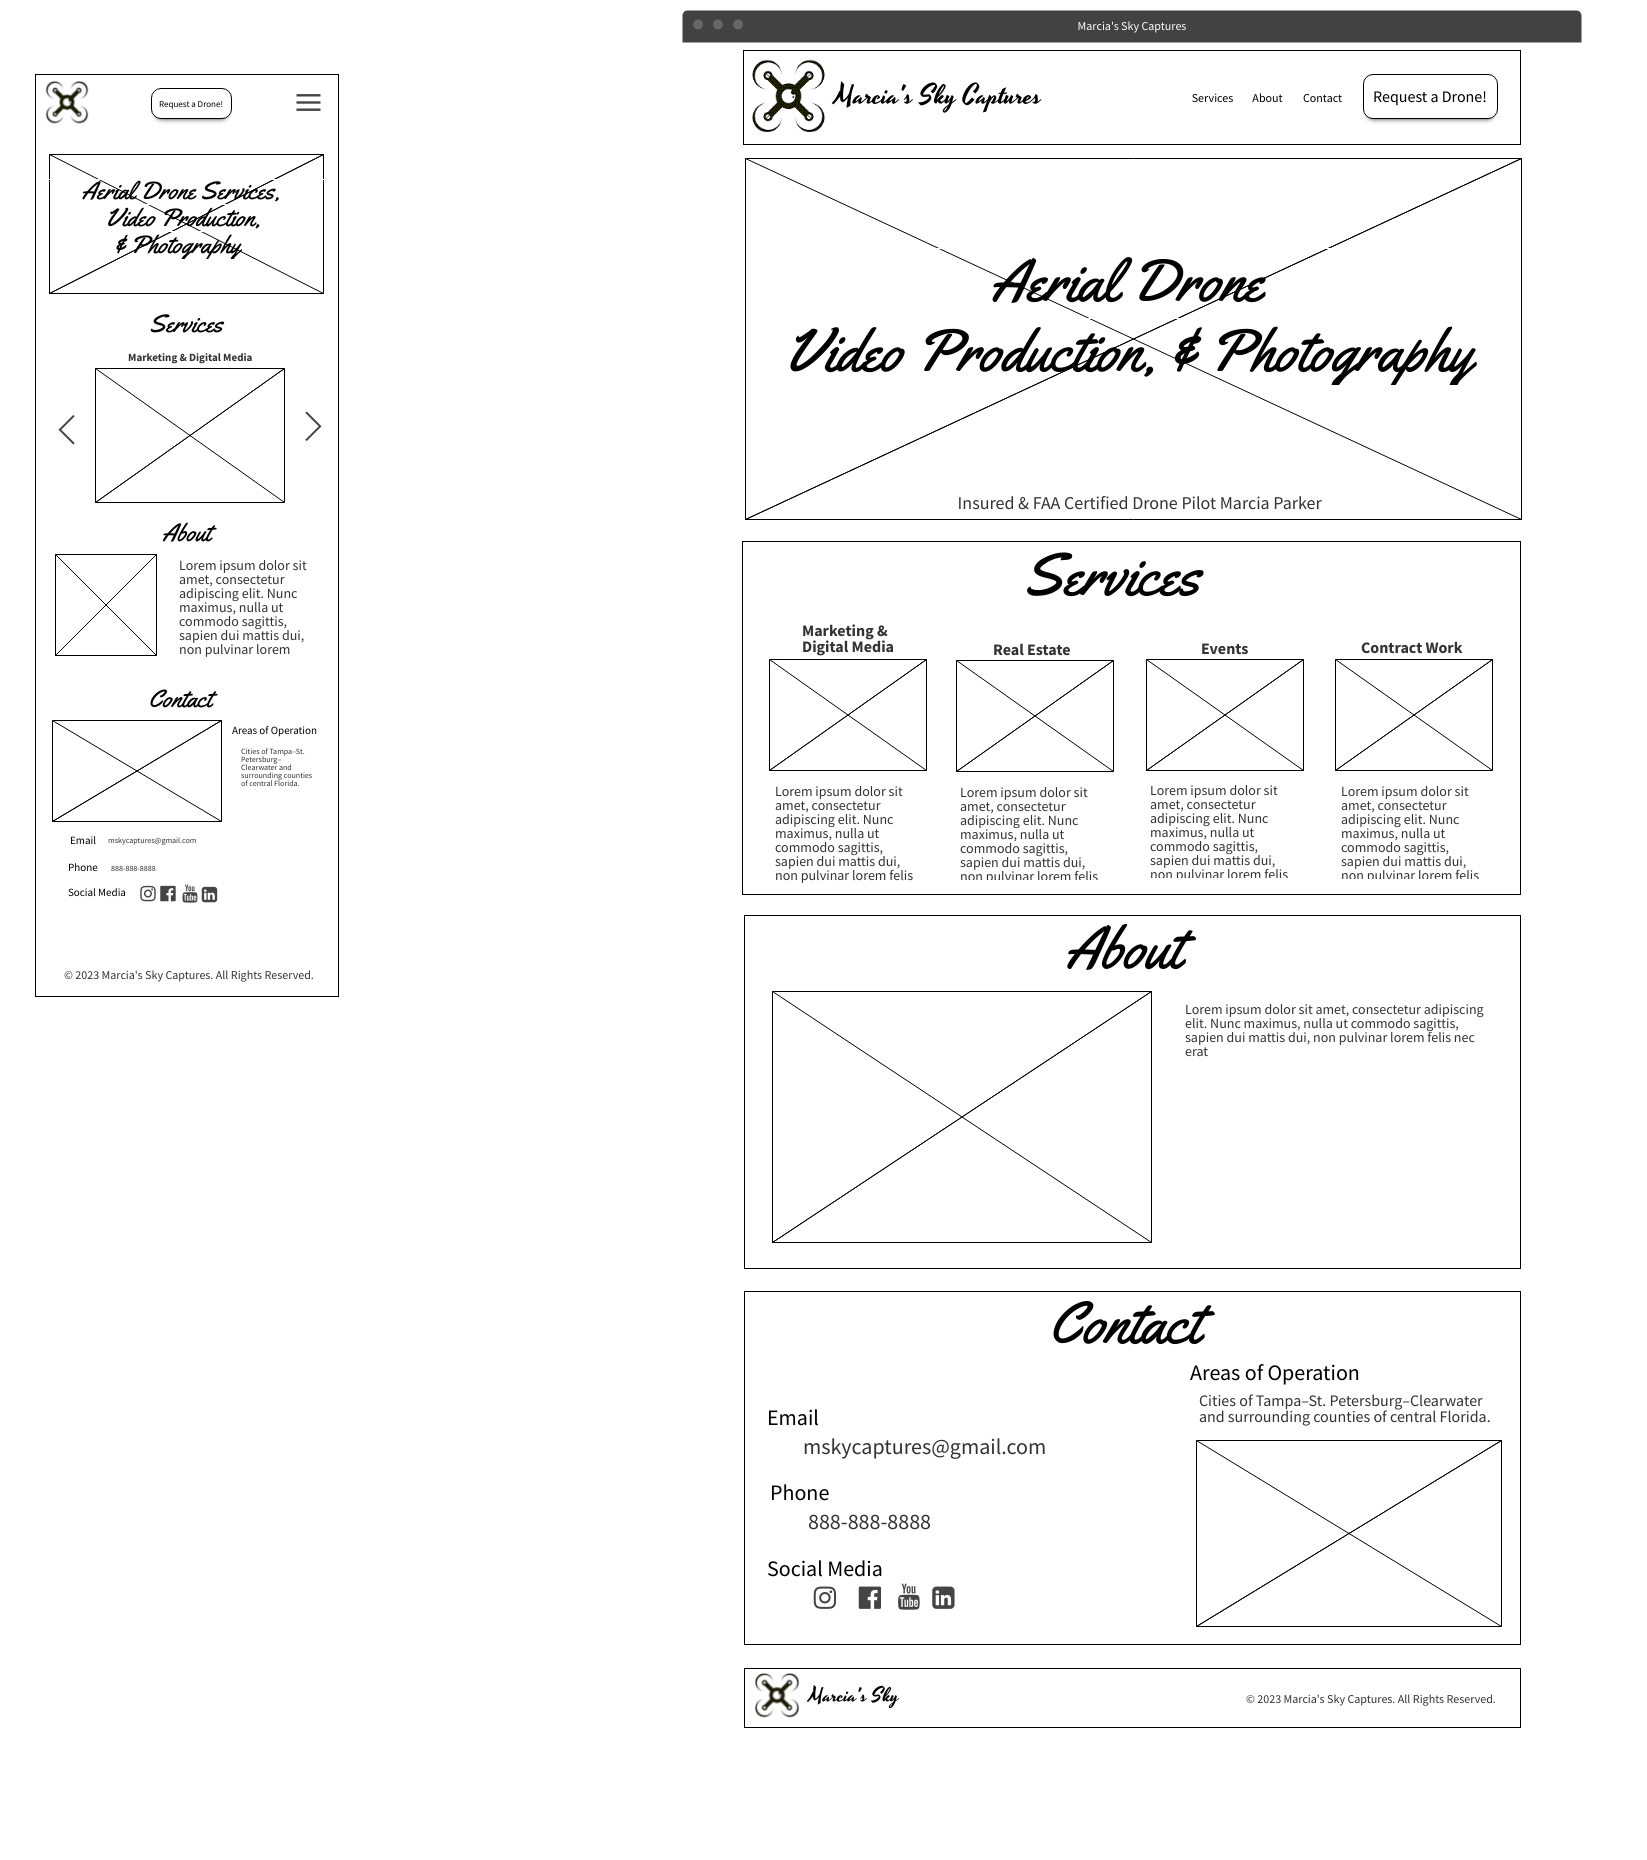 Request a Drone!
Aerial Drone Services,
Video Production,
& Photography
Services
Marketing & Digital Media
About
Lorem ipsum dolor sit
amet, consectetur
adipiscing elit. Nunc
maximus, nulla ut
commodo sagittis,
sapien dui mattis dui,
non pulvinar lorem
Contact
Areas of Operation
Cities of Tampa–St.
Petersburg–
Clearwater and
surrounding counties
of central Florida.
Email mskycaptures@gmail.com
Phone 888-888-8888
Social Media
You
Tube
in
© 2023 Marcia's Sky Captures. All Rights Reserved.
Marcia's Sky Captures
Marcia's Sky Captures
Services About Contact Request a Drone!
Aerial Drone
Video Production, & Photography
Insured & FAA Certified Drone Pilot Marcia Parker
Services
Marketing &
Digital Media
Lorem ipsum dolor sit
amet, consectetur
adipiscing elit. Nunc
maximus, nulla ut
commodo sagittis,
sapien dui mattis dui,
non pulvinar lorem felis
Real Estate
Lorem ipsum dolor sit
amet, consectetur
adipiscing elit. Nunc
maximus, nulla ut
commodo sagittis,
sapien dui mattis dui,
non pulvinar lorem felis
Events
Lorem ipsum dolor sit
amet, consectetur
adipiscing elit. Nunc
maximus, nulla ut
commodo sagittis,
sapien dui mattis dui,
non pulvinar lorem felis
Contract Work
Lorem ipsum dolor sit
amet, consectetur
adipiscing elit. Nunc
maximus, nulla ut
commodo sagittis,
sapien dui mattis dui,
non pulvinar lorem felis
About
Lorem ipsum dolor sit amet, consectetur adipiscing
elit. Nunc maximus, nulla ut commodo sagittis,
sapien dui mattis dui, non pulvinar lorem felis nec
erat
Contact
Email
mskycaptures@gmail.com
Phone
888-888-8888
Social Media
You
Tube
in
Areas of Operation
Cities of Tampa–St. Petersburg–Clearwater
and surrounding counties of central Florida.
Marcia's Sky
© 2023 Marcia's Sky Captures. All Rights Reserved.